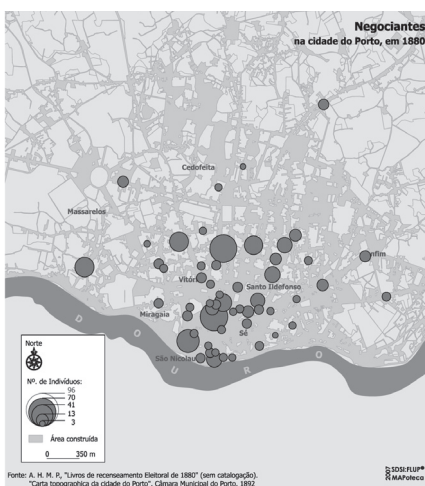 Negociantes
na cidade do Porto, em 1880
Cedofeita
Massarelos
nfim
Vitóri
Santo Ildefonso
Miragaia
Sé
São Nicolau
D O U R O
Norte
Nº. de Indivíduos:
96
70
41
13
3
Área construída
0 350 m
Fonte: A. H. M. P., "Livros de recenseamento Eleitoral de 1880" (sem catalogação).
"Carta topographica da cidade do Porto", Câmara Municipal do Porto, 1892
2007 SDSI:FLUP®
MAPoteca